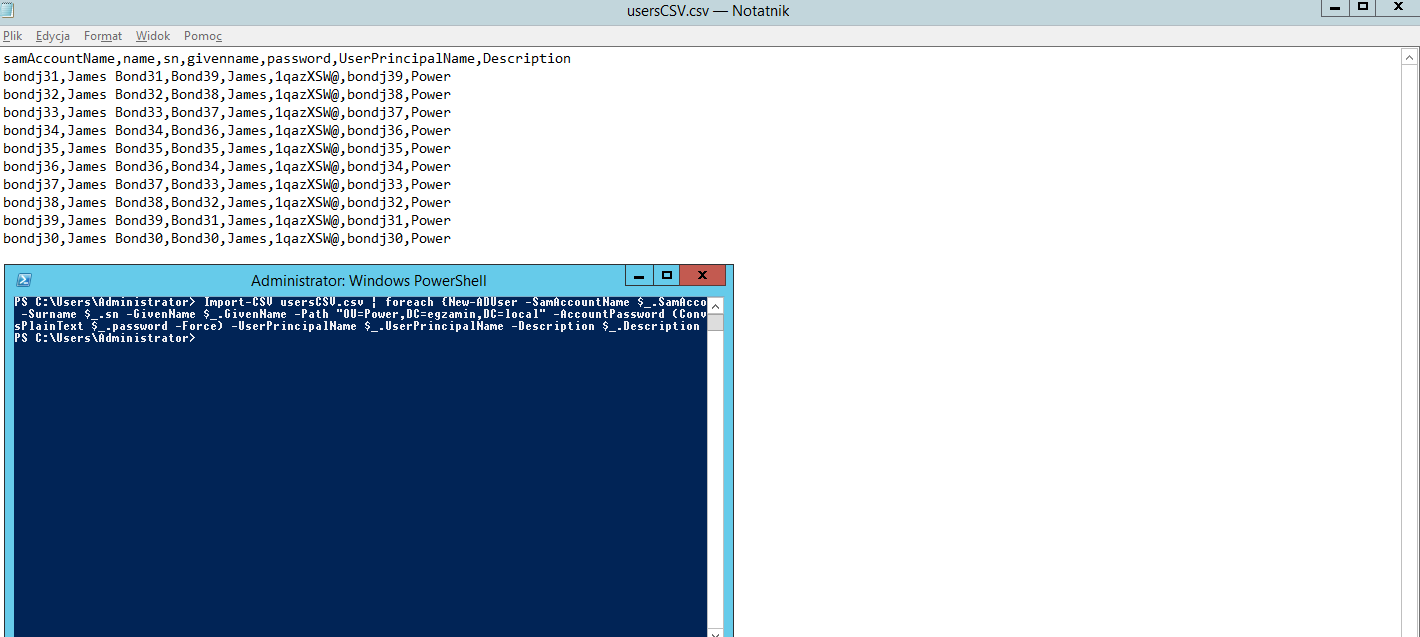 usersCSV.csv — Notatnik
Plik Edycja Format Widok Pomoc
samAccountName,name,sn,givenname,password,UserPrincipalName,Description
bondj31,James Bond31,Bond39,James,1qazXSW@,bondj39,Power
bondj32,James Bond32,Bond38,James,1qazXSW@,bondj38,Power
bondj33,James Bond33,Bond37,James,1qazXSW@,bondj37,Power
bondj34,James Bond34,Bond36,James,1qazXSW@,bondj36,Power
bondj35,James Bond35,Bond35,James,1qazXSW@,bondj35,Power
bondj36,James Bond36,Bond34,James,1qazXSW@,bondj34,Power
bondj37,James Bond37,Bond33,James,1qazXSW@,bondj33,Power
bondj38,James Bond38,Bond32,James,1qazXSW@,bondj32,Power
bondj39,James Bond39,Bond31,James,1qazXSW@,bondj31,Power
bondj30,James Bond30,Bond30,James,1qazXSW@,bondj30,Power
Administrator: Windows PowerShell
PS C:\Users\Administrator> Import-CSV usersCSV.csv | foreach {New-ADUser -SamAccountName $_.SamAcco
-Surname $_.sn -GivenName $_.GivenName -Path "OU=Power,DC=egzamin,DC=local" -AccountPassword (Conv
sPlainText $_.password -Force) -UserPrincipalName $_.UserPrincipalName -Description $_.Description
PS C:\Users\Administrator>